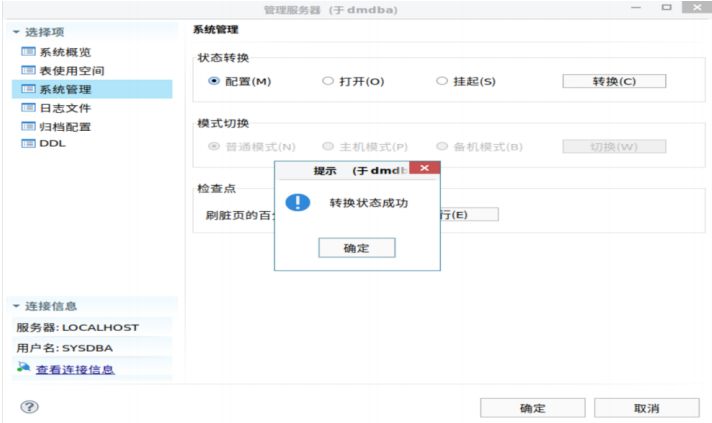 管理服务器 (于 dmdba)
选择项
系统概览
表使用空间
系统管理
日志文件
归档配置
DDL
系统管理
状态转换
配置(M) 打开(O) 挂起(S) 转换(C)
模式切换
普通模式(N) 主机模式(P) 备机模式(B) 切换(W)
提示 (于 dmdb
转换状态成功
确定
检查点
刷脏页的百 行(E)
连接信息
服务器: LOCALHOST
用户名: SYSDBA
查看连接信息
确定 取消